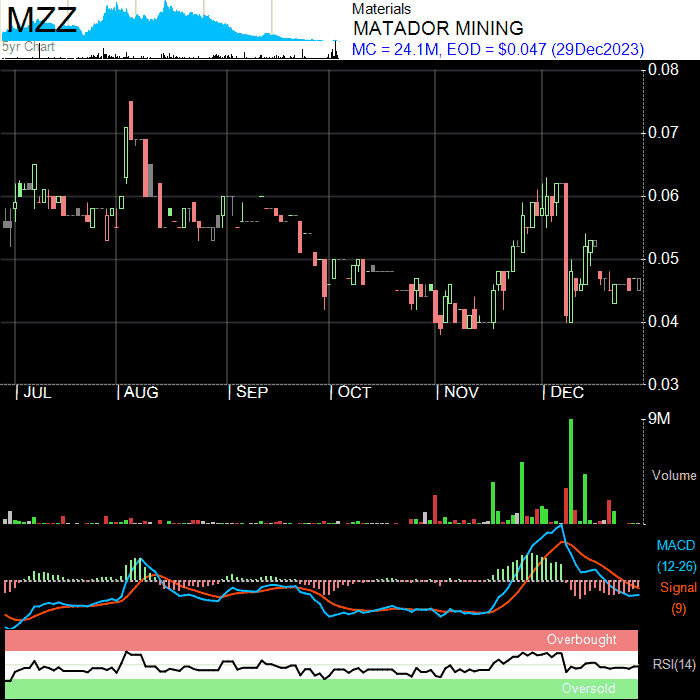 MZZ
5yr Chart
Materials
MATADOR MINING
MC = 24.1M, EOD = $0.047 (29Dec2023)
0.08
0.07
0.06
0.05
0.04
0.03
JUL
AUG
SEP
OCT
NOV
DEC
9M
Volume
MACD
(12-26)
Signal
(9)
Overbought
RSI(14)
Oversold